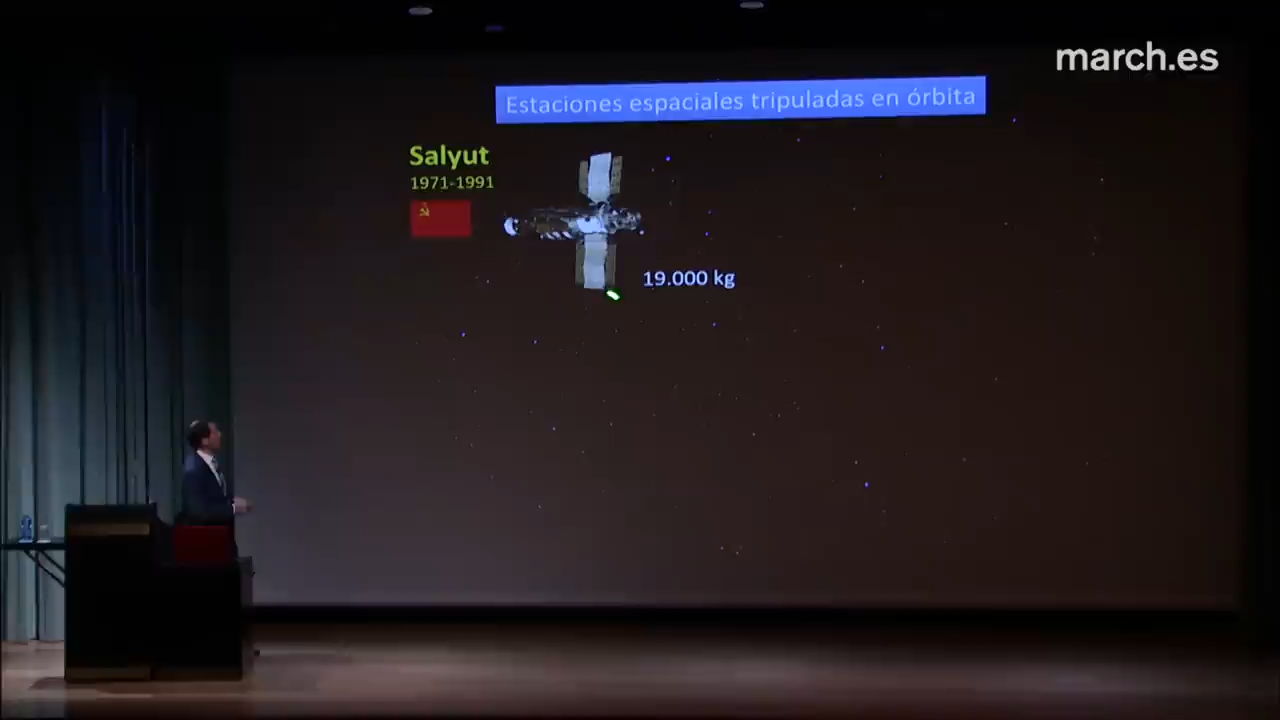 march.es
Estaciones espaciales tripuladas en órbita
Salyut
1971-1991
19.000 kg